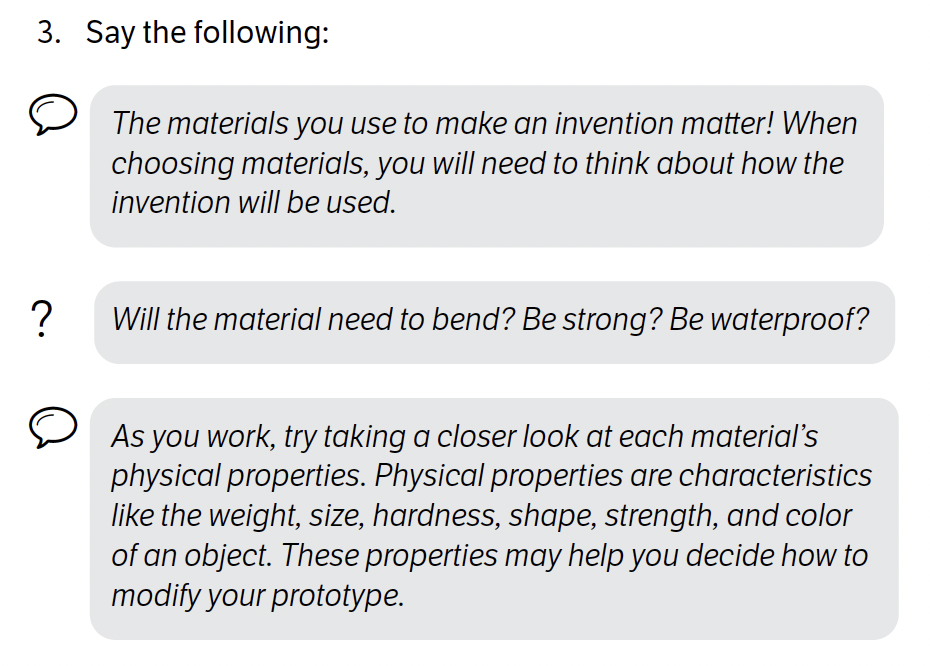 3. Say the following:
The materials you use to make an invention matter! When
choosing materials, you will need to think about how the
invention will be used.
? Will the material need to bend? Be strong? Be waterproof?
As you work, try taking a closer look at each material’s
physical properties. Physical properties are characteristics
like the weight, size, hardness, shape, strength, and color
of an object. These properties may help you decide how to
modify your prototype.